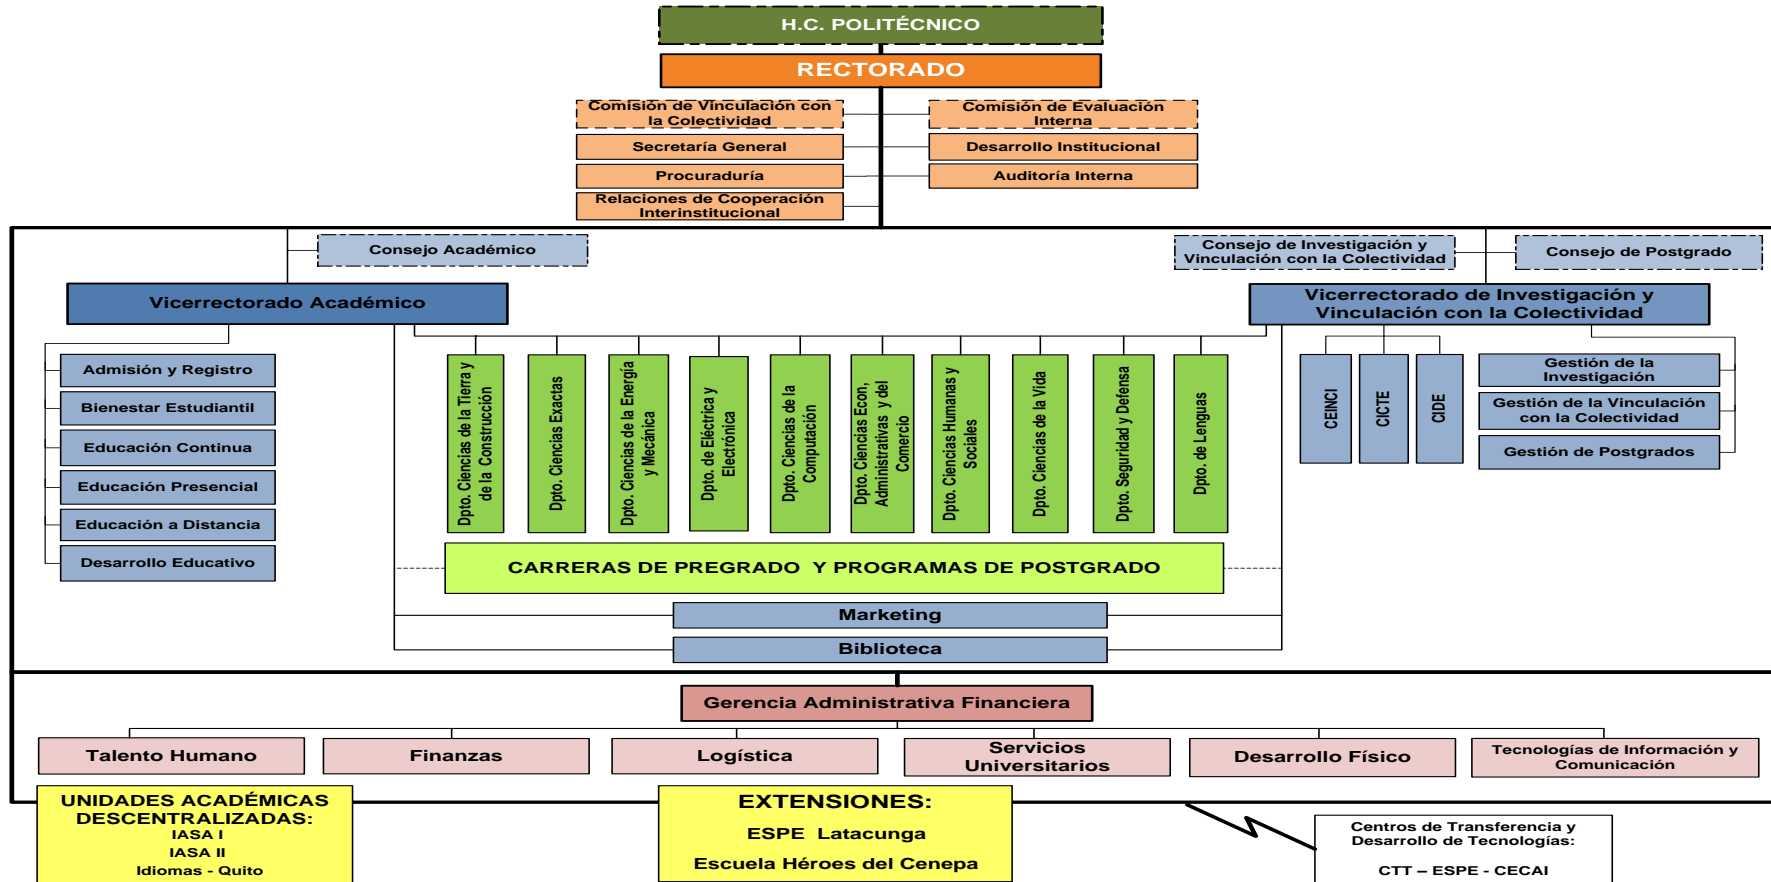 H.C. POLITÉCNICO
RECTORADO
Comisión de Vinculación con
la Colectividad
Comisión de Evaluación
Interna
Secretaría General
Desarrollo Institucional
Procuraduría
Auditoría Interna
Relaciones de Cooperación
Interinstitucional
Consejo Académico
Consejo de Investigación y
Vinculación con la Colectividad
Consejo de Postgrado
Vicerrectorado Académico
Vicerrectorado de Investigación y
Vinculación con la Colectividad
Admisión y Registro
Bienestar Estudiantil
Educación Continua
Educación Presencial
Educación a Distancia
Desarrollo Educativo
Dpto. Ciencias de la Tierra y
de la Construcción
Dpto. Ciencias Exactas
Dpto. Ciencias de la Energía
y Mecánica
Dpto. de Eléctrica y
Electrónica
Dpto. Ciencias de la
Computación
Dpto. Ciencias Econ,
Administrativas y del
Comercio
Dpto. Ciencias Humanas y
Sociales
Dpto. Ciencias de la Vida
Dpto. Seguridad y Defensa
Dpto. de Lenguas
CEINCI
CICTE
CIDE
Gestión de la
Investigación
Gestión de la Vinculación
con la Colectividad
Gestión de Postgrados
CARRERAS DE PREGRADO Y PROGRAMAS DE POSTGRADO
Marketing
Biblioteca
Gerencia Administrativa Financiera
Talento Humano
Finanzas
Logística
Servicios
Universitarios
Desarrollo Físico
Tecnologías de Información y
Comunicación
UNIDADES ACADÉMICAS
DESCENTRALIZADAS:
IASA I
IASA II
Idiomas - Quito
EXTENSIONES:
ESPE Latacunga
Escuela Héroes del Cenepa
Centros de Transferencia y
Desarrollo de Tecnologías:
CTT – ESPE - CECAI